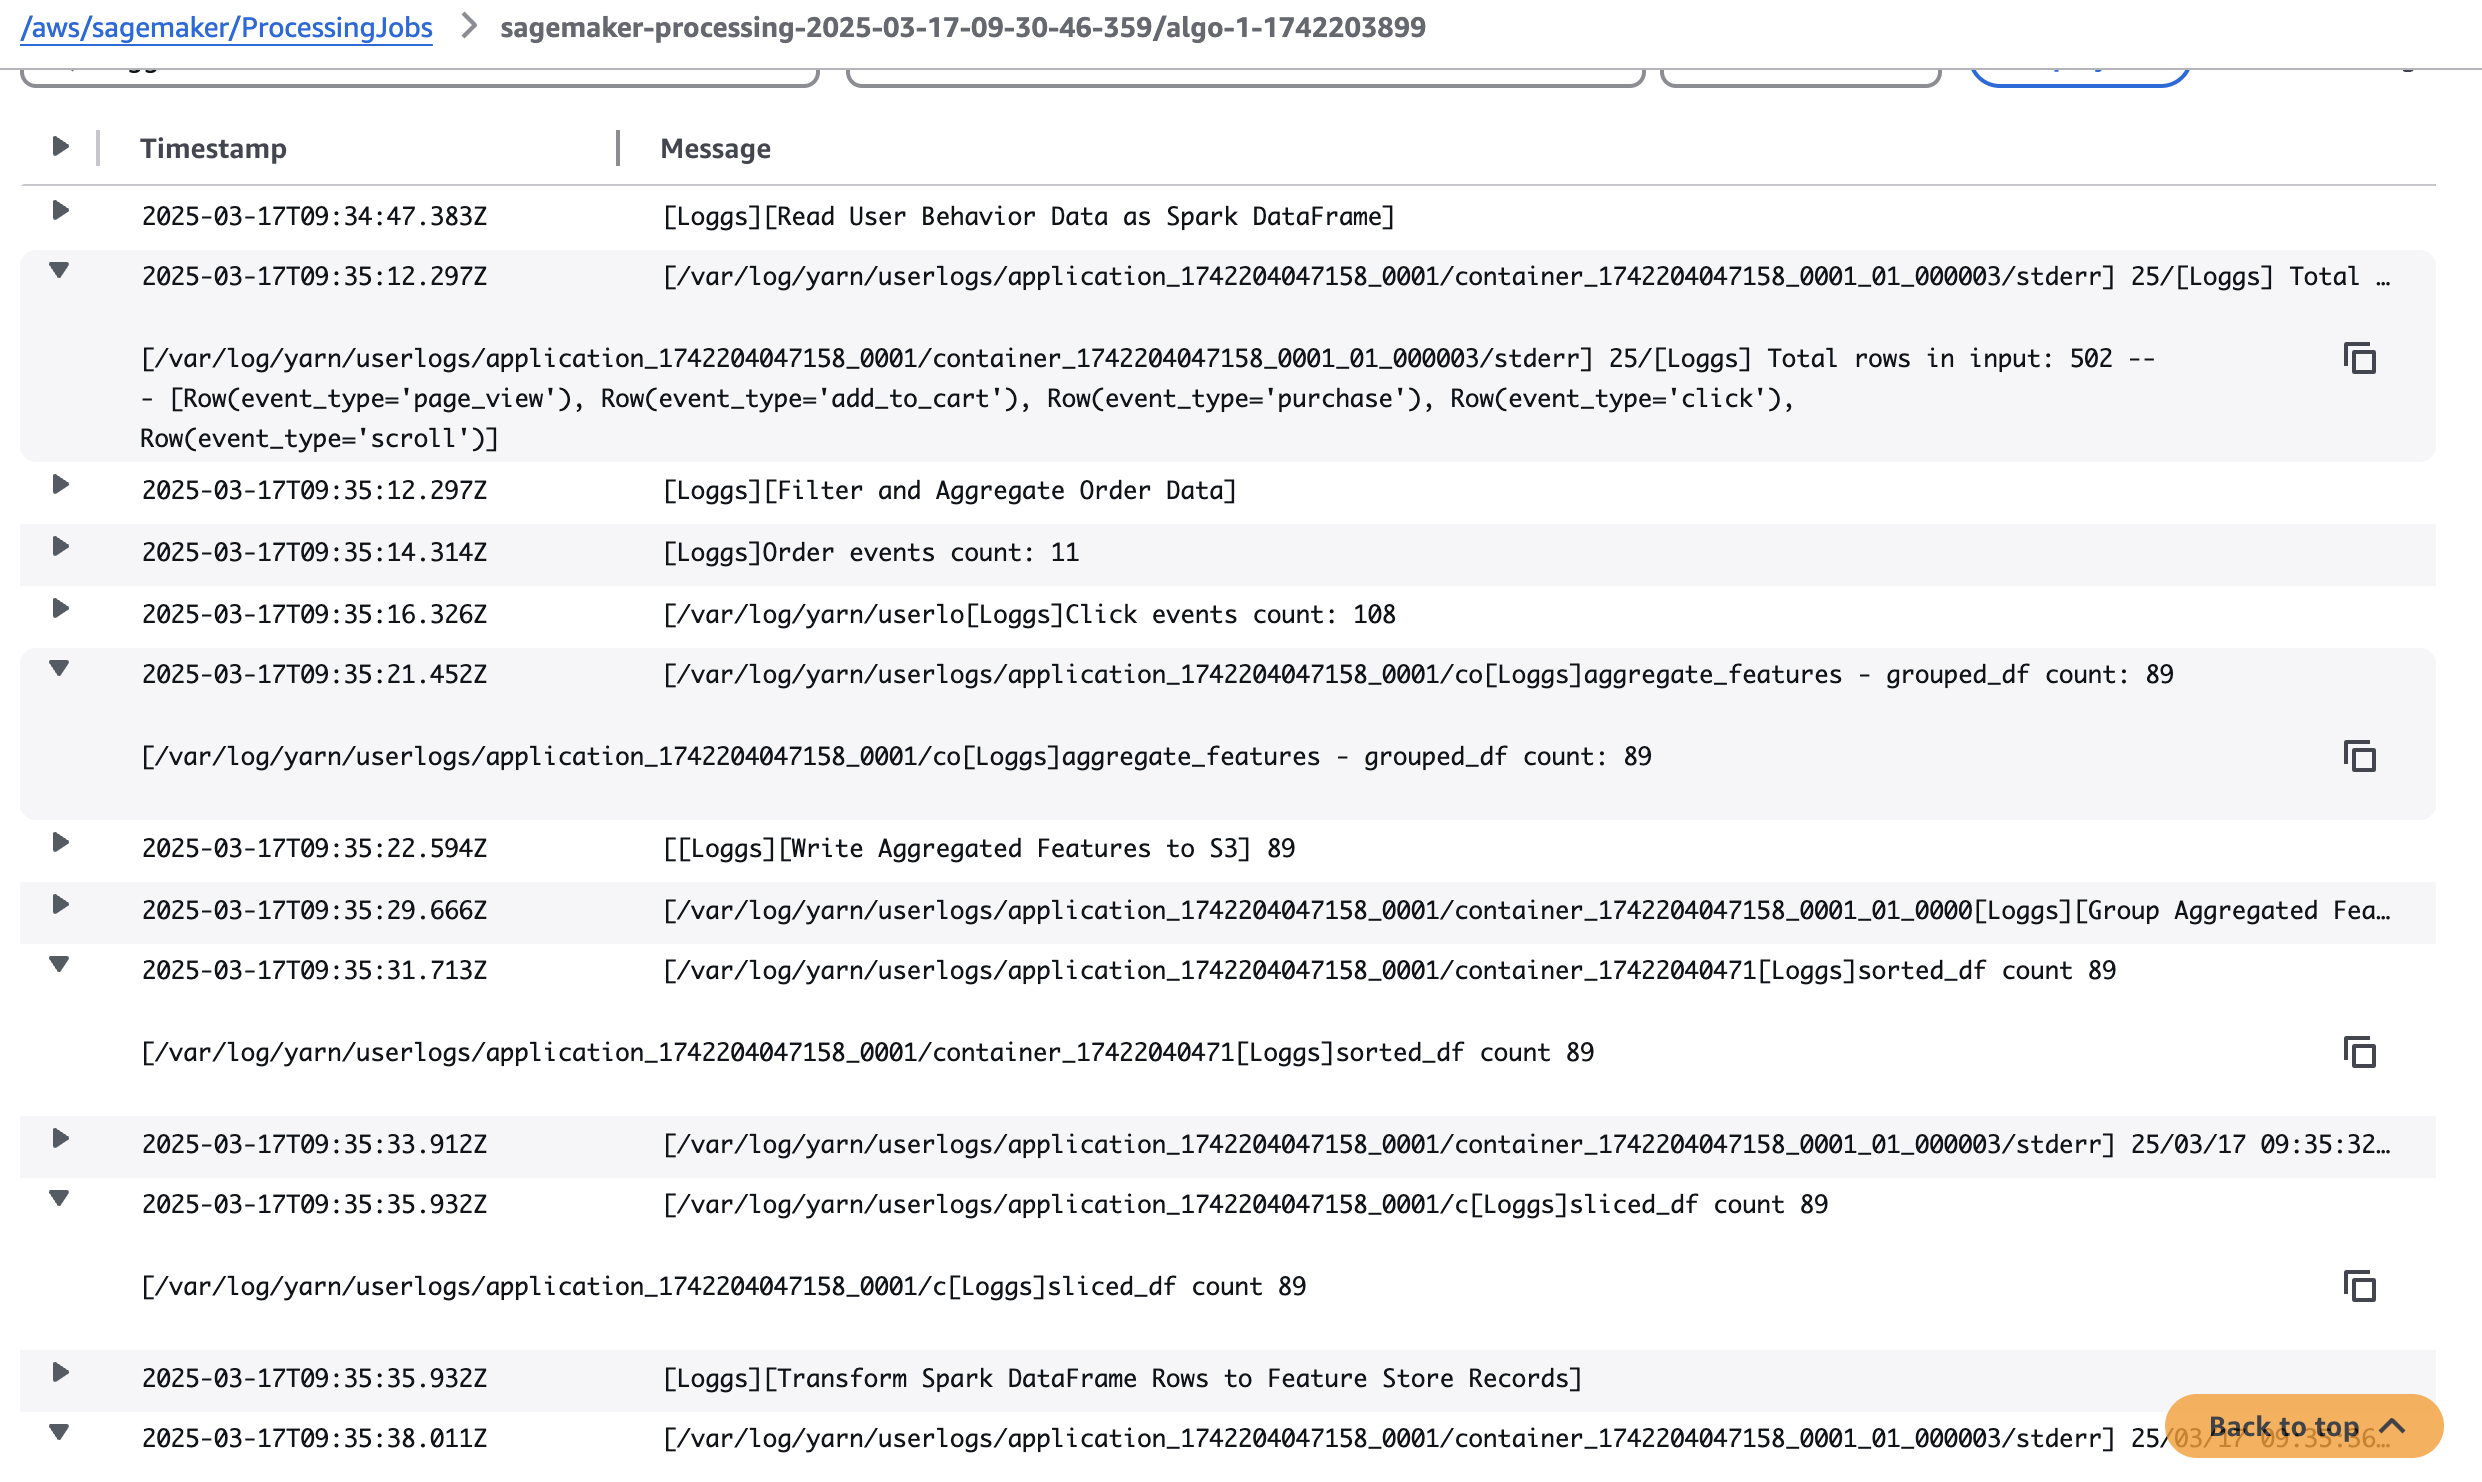 /aws/sagemaker/ProcessingJobs > sagemaker-processing-2025-03-17-09-30-46-359/algo-1-1742203899
Timestamp Message
2025-03-17T09:34:47.383Z [Loggs][Read User Behavior Data as Spark DataFrame]
2025-03-17T09:35:12.297Z [/var/log/yarn/userlogs/application_1742204047158_0001/container_1742204047158_0001_01_000003/stderr] 25/[Loggs] Total …
[/var/log/yarn/userlogs/application_1742204047158_0001/container_1742204047158_0001_01_000003/stderr] 25/[Loggs] Total rows in input: 502 --
- [Row(event_type='page_view'), Row(event_type='add_to_cart'), Row(event_type='purchase'), Row(event_type='click'),
Row(event_type='scroll')]
2025-03-17T09:35:12.297Z [Loggs][Filter and Aggregate Order Data]
2025-03-17T09:35:14.314Z [Loggs]Order events count: 11
2025-03-17T09:35:16.326Z [/var/log/yarn/userlo[Loggs]Click events count: 108
2025-03-17T09:35:21.452Z [/var/log/yarn/userlogs/application_1742204047158_0001/co[Loggs]aggregate_features - grouped_df count: 89
[/var/log/yarn/userlogs/application_1742204047158_0001/co[Loggs]aggregate_features - grouped_df count: 89
2025-03-17T09:35:22.594Z [[Loggs][Write Aggregated Features to S3] 89
2025-03-17T09:35:29.666Z [/var/log/yarn/userlogs/application_1742204047158_0001/container_1742204047158_0001_01_0000[Loggs][Group Aggregated Fea…
2025-03-17T09:35:31.713Z [/var/log/yarn/userlogs/application_1742204047158_0001/container_17422040471[Loggs]sorted_df count 89
[/var/log/yarn/userlogs/application_1742204047158_0001/container_17422040471[Loggs]sorted_df count 89
2025-03-17T09:35:33.912Z [/var/log/yarn/userlogs/application_1742204047158_0001/container_1742204047158_0001_01_000003/stderr] 25/03/17 09:35:32…
2025-03-17T09:35:35.932Z [/var/log/yarn/userlogs/application_1742204047158_0001/c[Loggs]sliced_df count 89
[/var/log/yarn/userlogs/application_1742204047158_0001/c[Loggs]sliced_df count 89
2025-03-17T09:35:35.932Z [Loggs][Transform Spark DataFrame Rows to Feature Store Records]
2025-03-17T09:35:38.011Z [/var/log/yarn/userlogs/application_1742204047158_0001/container_1742204047158_0001_01_000003/stderr] 25/03/17 09:35:36…
Back to top